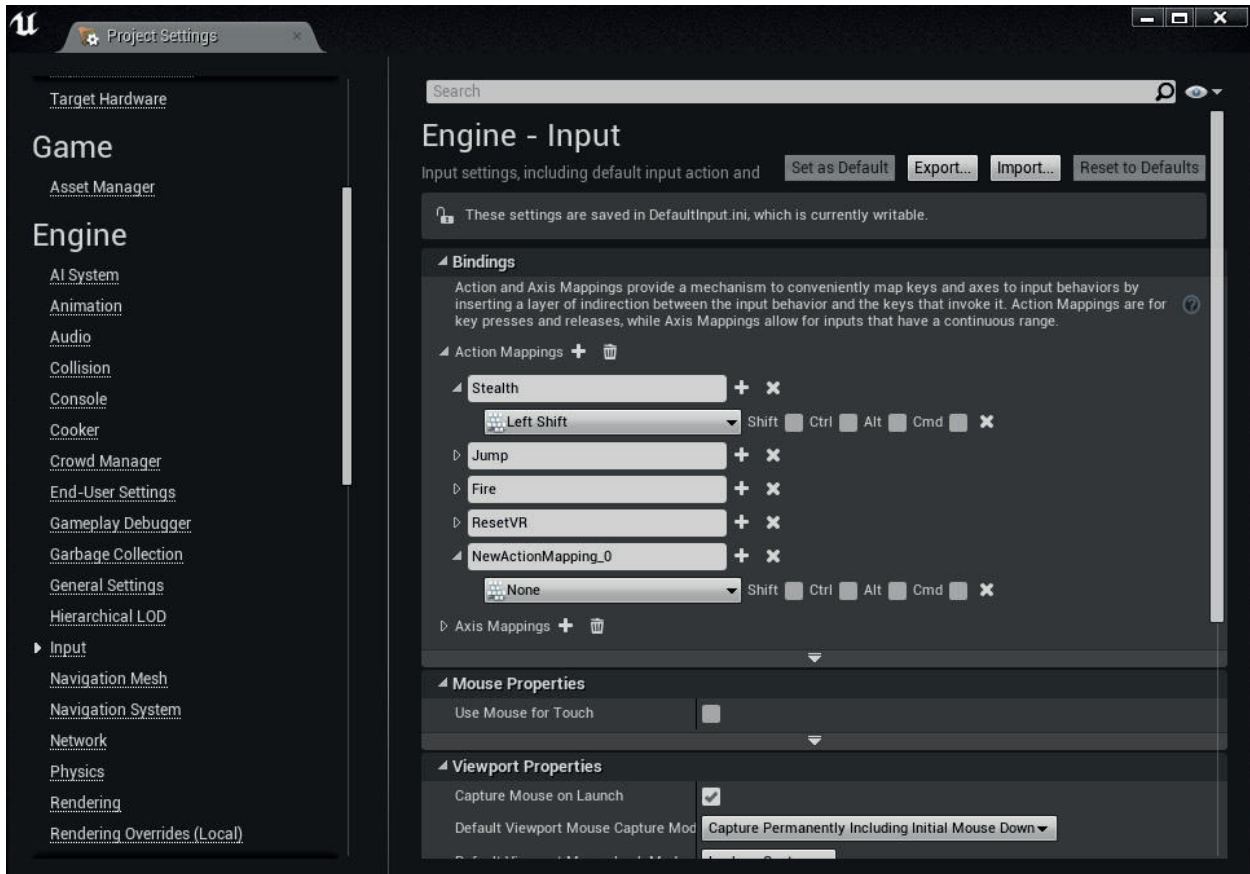 Project Settings
Target Hardware
Game
Asset Manager
Engine
AI System
Animation
Audio
Collision
Console
Cooker
Crowd Manager
End-User Settings
Gameplay Debugger
Garbage Collection
General Settings
Hierarchical LOD
Input
Navigation Mesh
Navigation System
Network
Physics
Rendering
Rendering Overrides (Local)
Search
Engine - Input
Input settings, including default input action and
Set as Default Export... Import... Reset to Defaults
These settings are saved in DefaultInput.ini, which is currently writable.
Bindings
Action and Axis Mappings provide a mechanism to conveniently map keys and axes to input behaviors by
inserting a layer of indirection between the input behavior and the keys that invoke it. Action Mappings are for
key presses and releases, while Axis Mappings allow for inputs that have a continuous range.
Action Mappings
Stealth
Left Shift Shift Ctrl Alt Cmd
Jump
Fire
ResetVR
NewActionMapping_0
None Shift Ctrl Alt Cmd
Axis Mappings
Mouse Properties
Use Mouse for Touch
Viewport Properties
Capture Mouse on Launch
Default Viewport Mouse Capture Mod Capture Permanently Including Initial Mouse Down